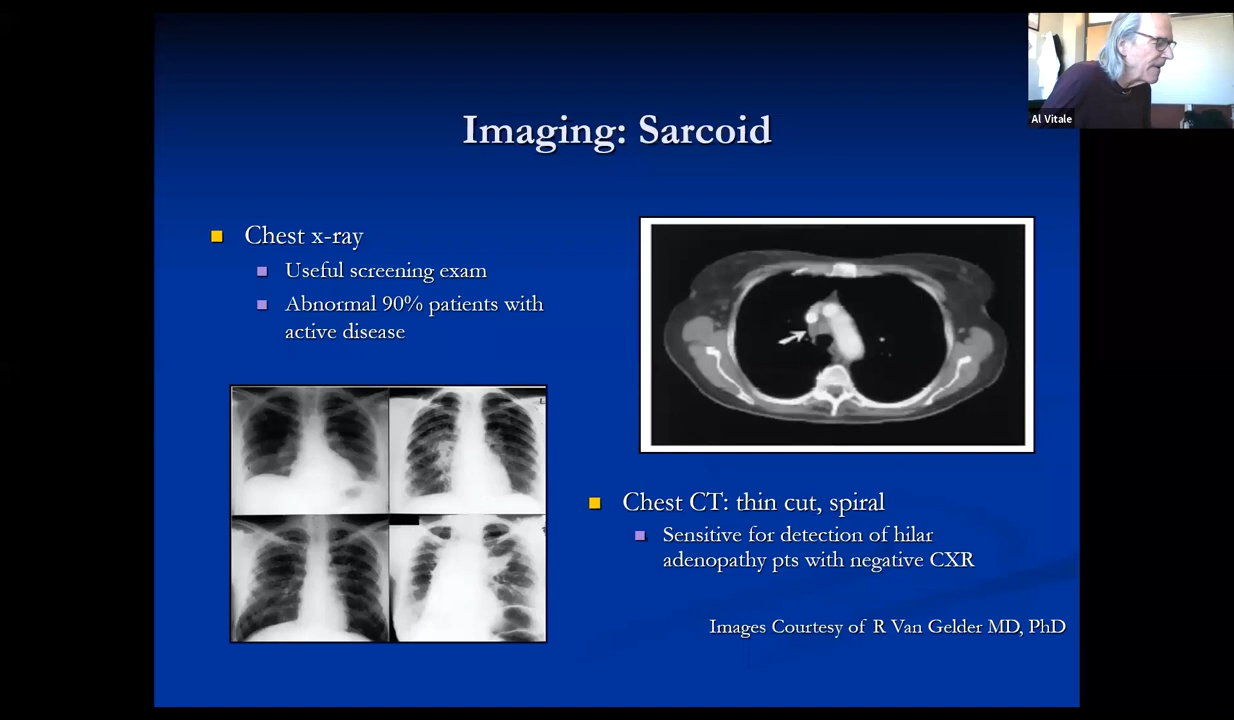 Al Vitale
Imaging: Sarcoid
Chest x-ray
Useful screening exam
Abnormal 90% patients with
active disease
Chest CT: thin cut, spiral
Sensitive for detection of hilar
adenopathy pts with negative CXR
Images Courtesy of R Van Gelder MD, PhD